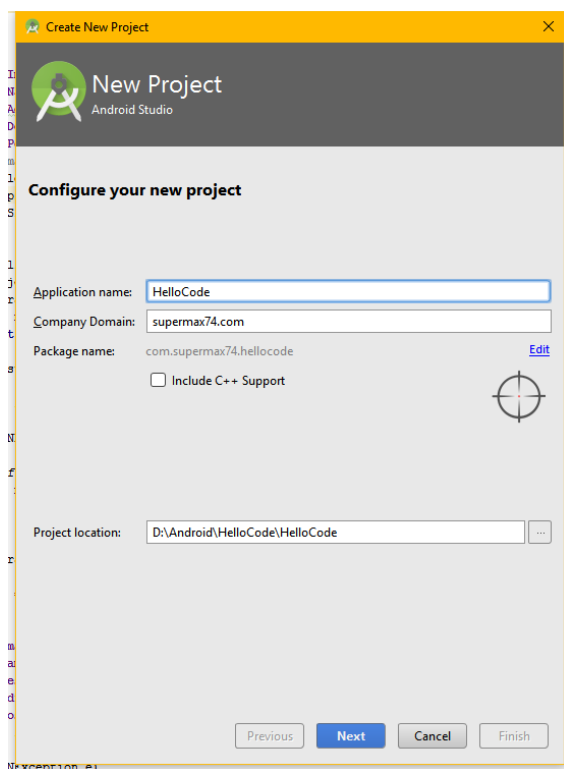 Create New Project
New Project
Android Studio
Configure your new project
Application name: HelloCode
Company Domain: supermax74.com
Package name: com.supermax74.hellocode Edit
Include C++ Support
Project location: D:\Android\HelloCode\HelloCode ...
Previous Next Cancel Finish